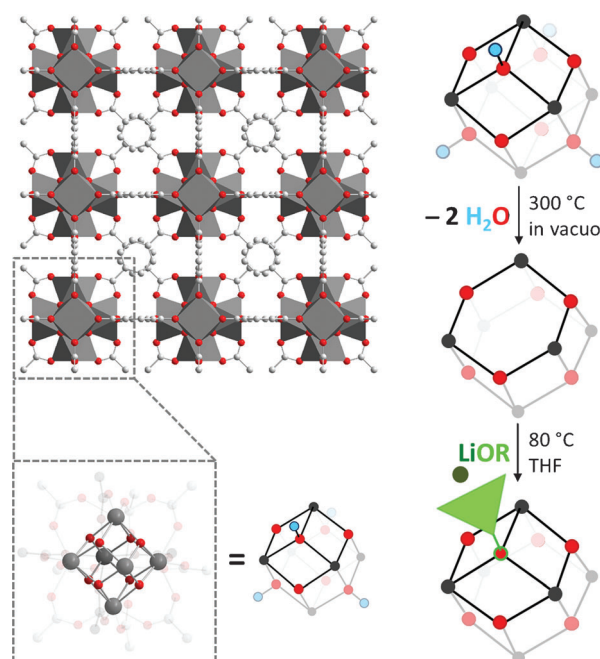 – 2 H₂O
300 °C
in vacuo
LiOR
80 °C
THF
=